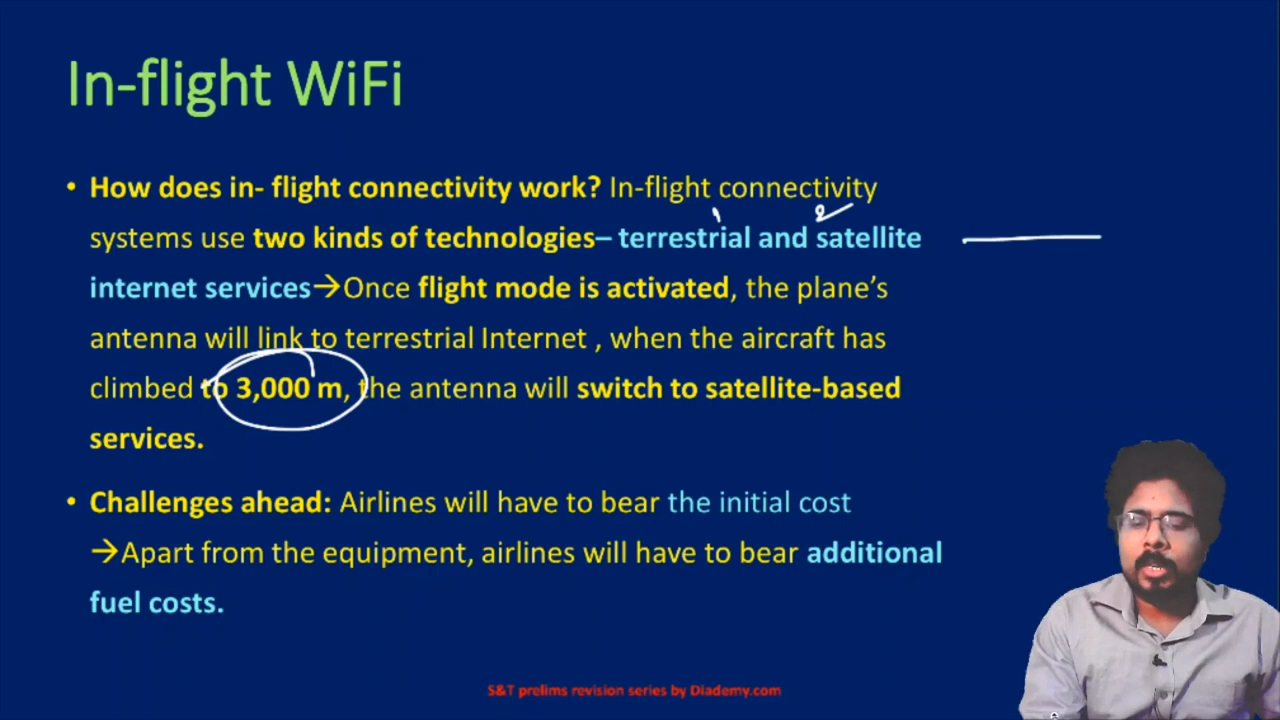 In-flight WiFi
• How does in- flight connectivity work? In-flight connectivity
systems use two kinds of technologies– terrestrial and satellite
internet services→Once flight mode is activated, the plane's
antenna will link to terrestrial Internet , when the aircraft has
climbed to 3,000 m, the antenna will switch to satellite-based
services.
• Challenges ahead: Airlines will have to bear the initial cost
→Apart from the equipment, airlines will have to bear additional
fuel costs.
S&T prelims revision series by Diademy.com